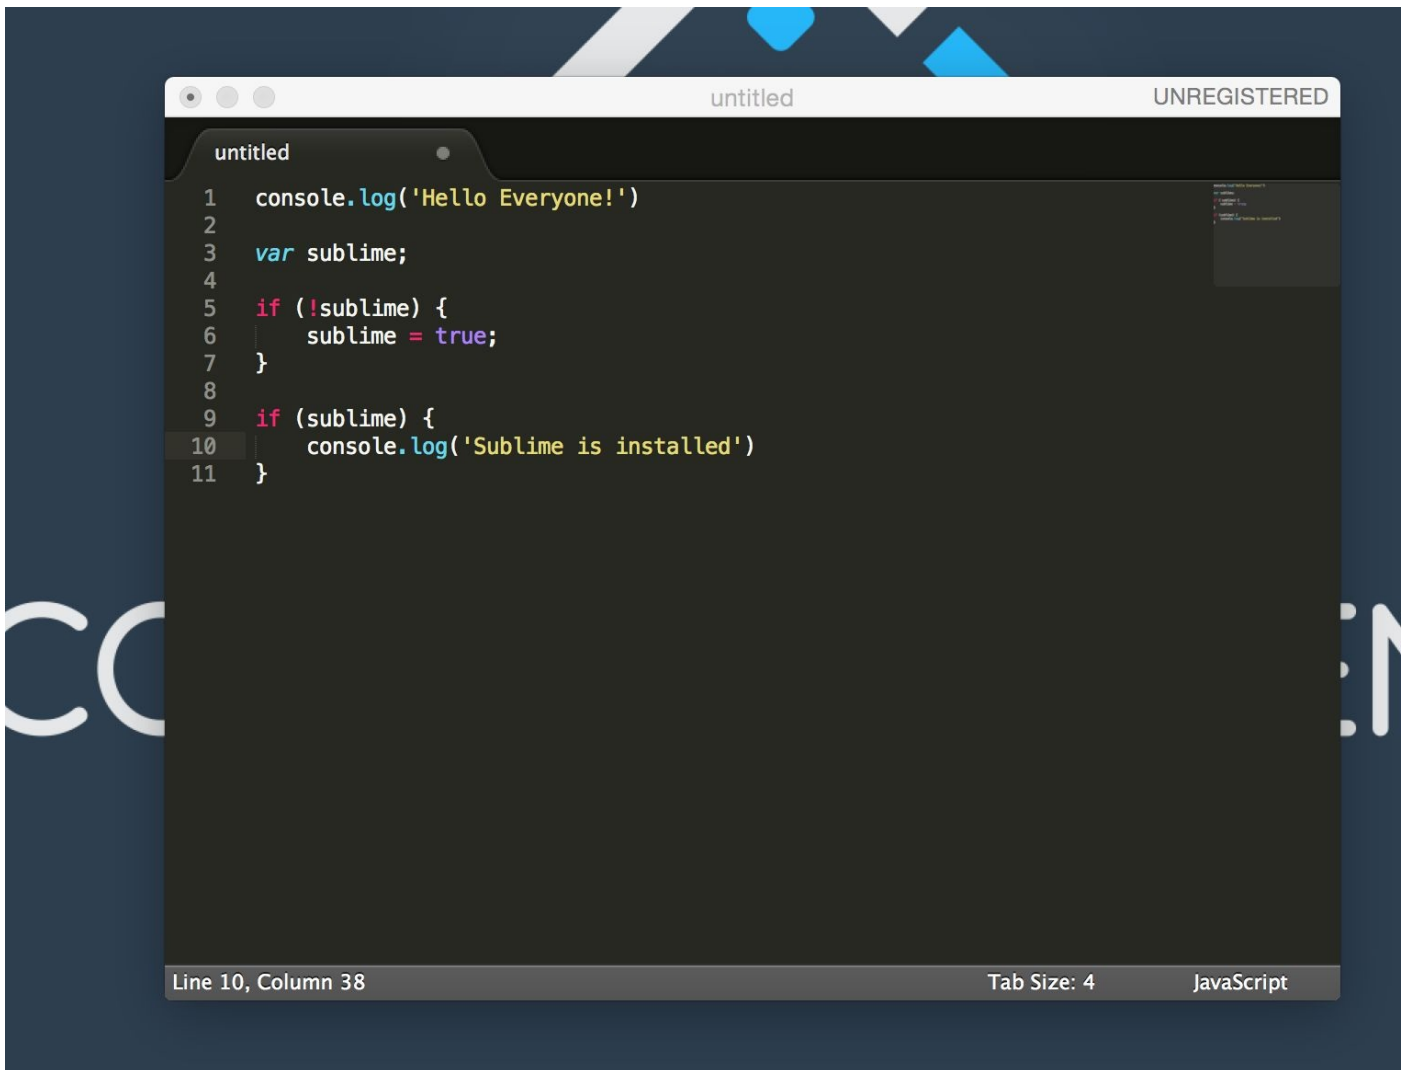 untitled
UNREGISTERED
untitled
1 console.log('Hello Everyone!')
2
3 var sublime;
4
5 if (!sublime) {
6     sublime = true;
7 }
8
9 if (sublime) {
10     console.log('Sublime is installed')
11 }
CO
EN
Line 10, Column 38
Tab Size: 4
JavaScript